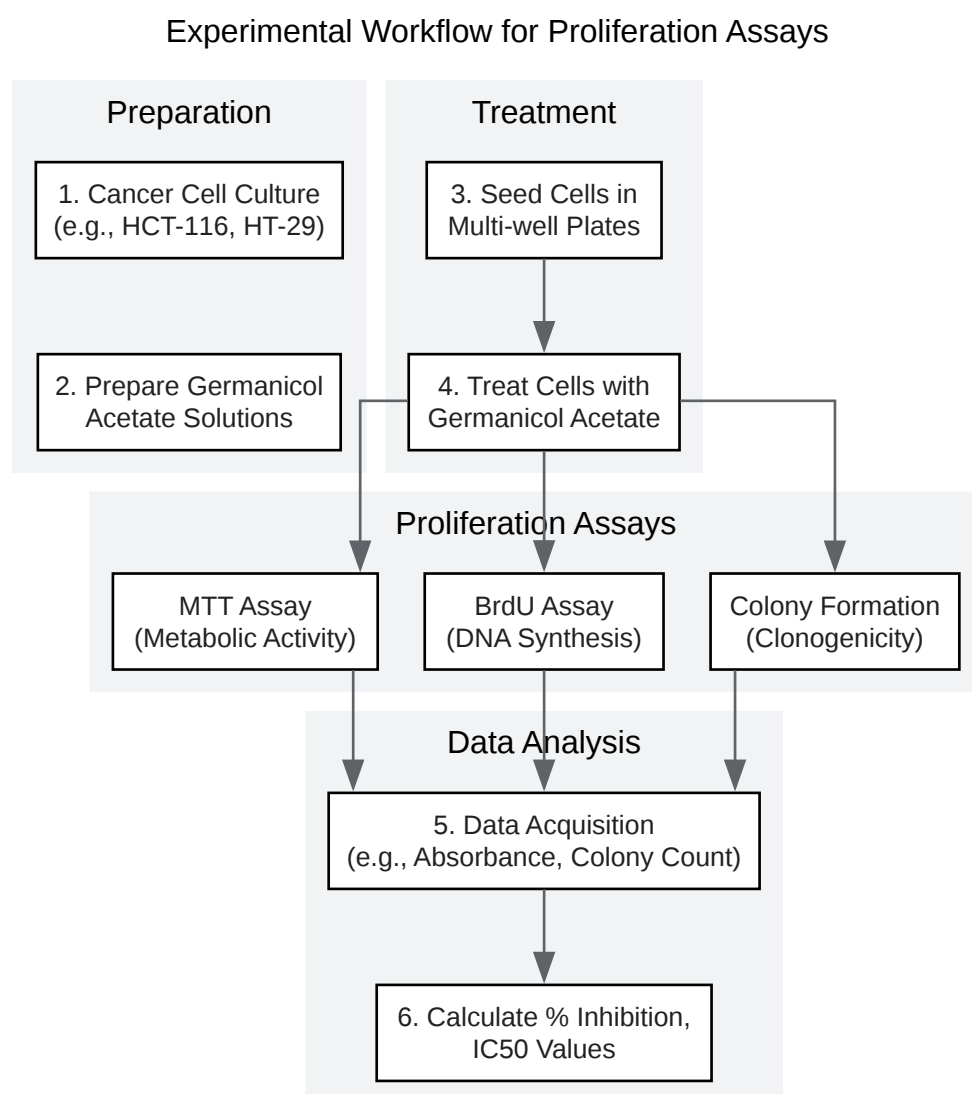 Experimental Workflow for Proliferation Assays
Preparation
1. Cancer Cell Culture
(e.g., HCT-116, HT-29)
2. Prepare Germanicol
Acetate Solutions
Treatment
3. Seed Cells in
Multi-well Plates
4. Treat Cells with
Germanicol Acetate
Proliferation Assays
MTT Assay
(Metabolic Activity)
BrdU Assay
(DNA Synthesis)
Colony Formation
(Clonogenicity)
Data Analysis
5. Data Acquisition
(e.g., Absorbance, Colony Count)
6. Calculate % Inhibition,
IC50 Values